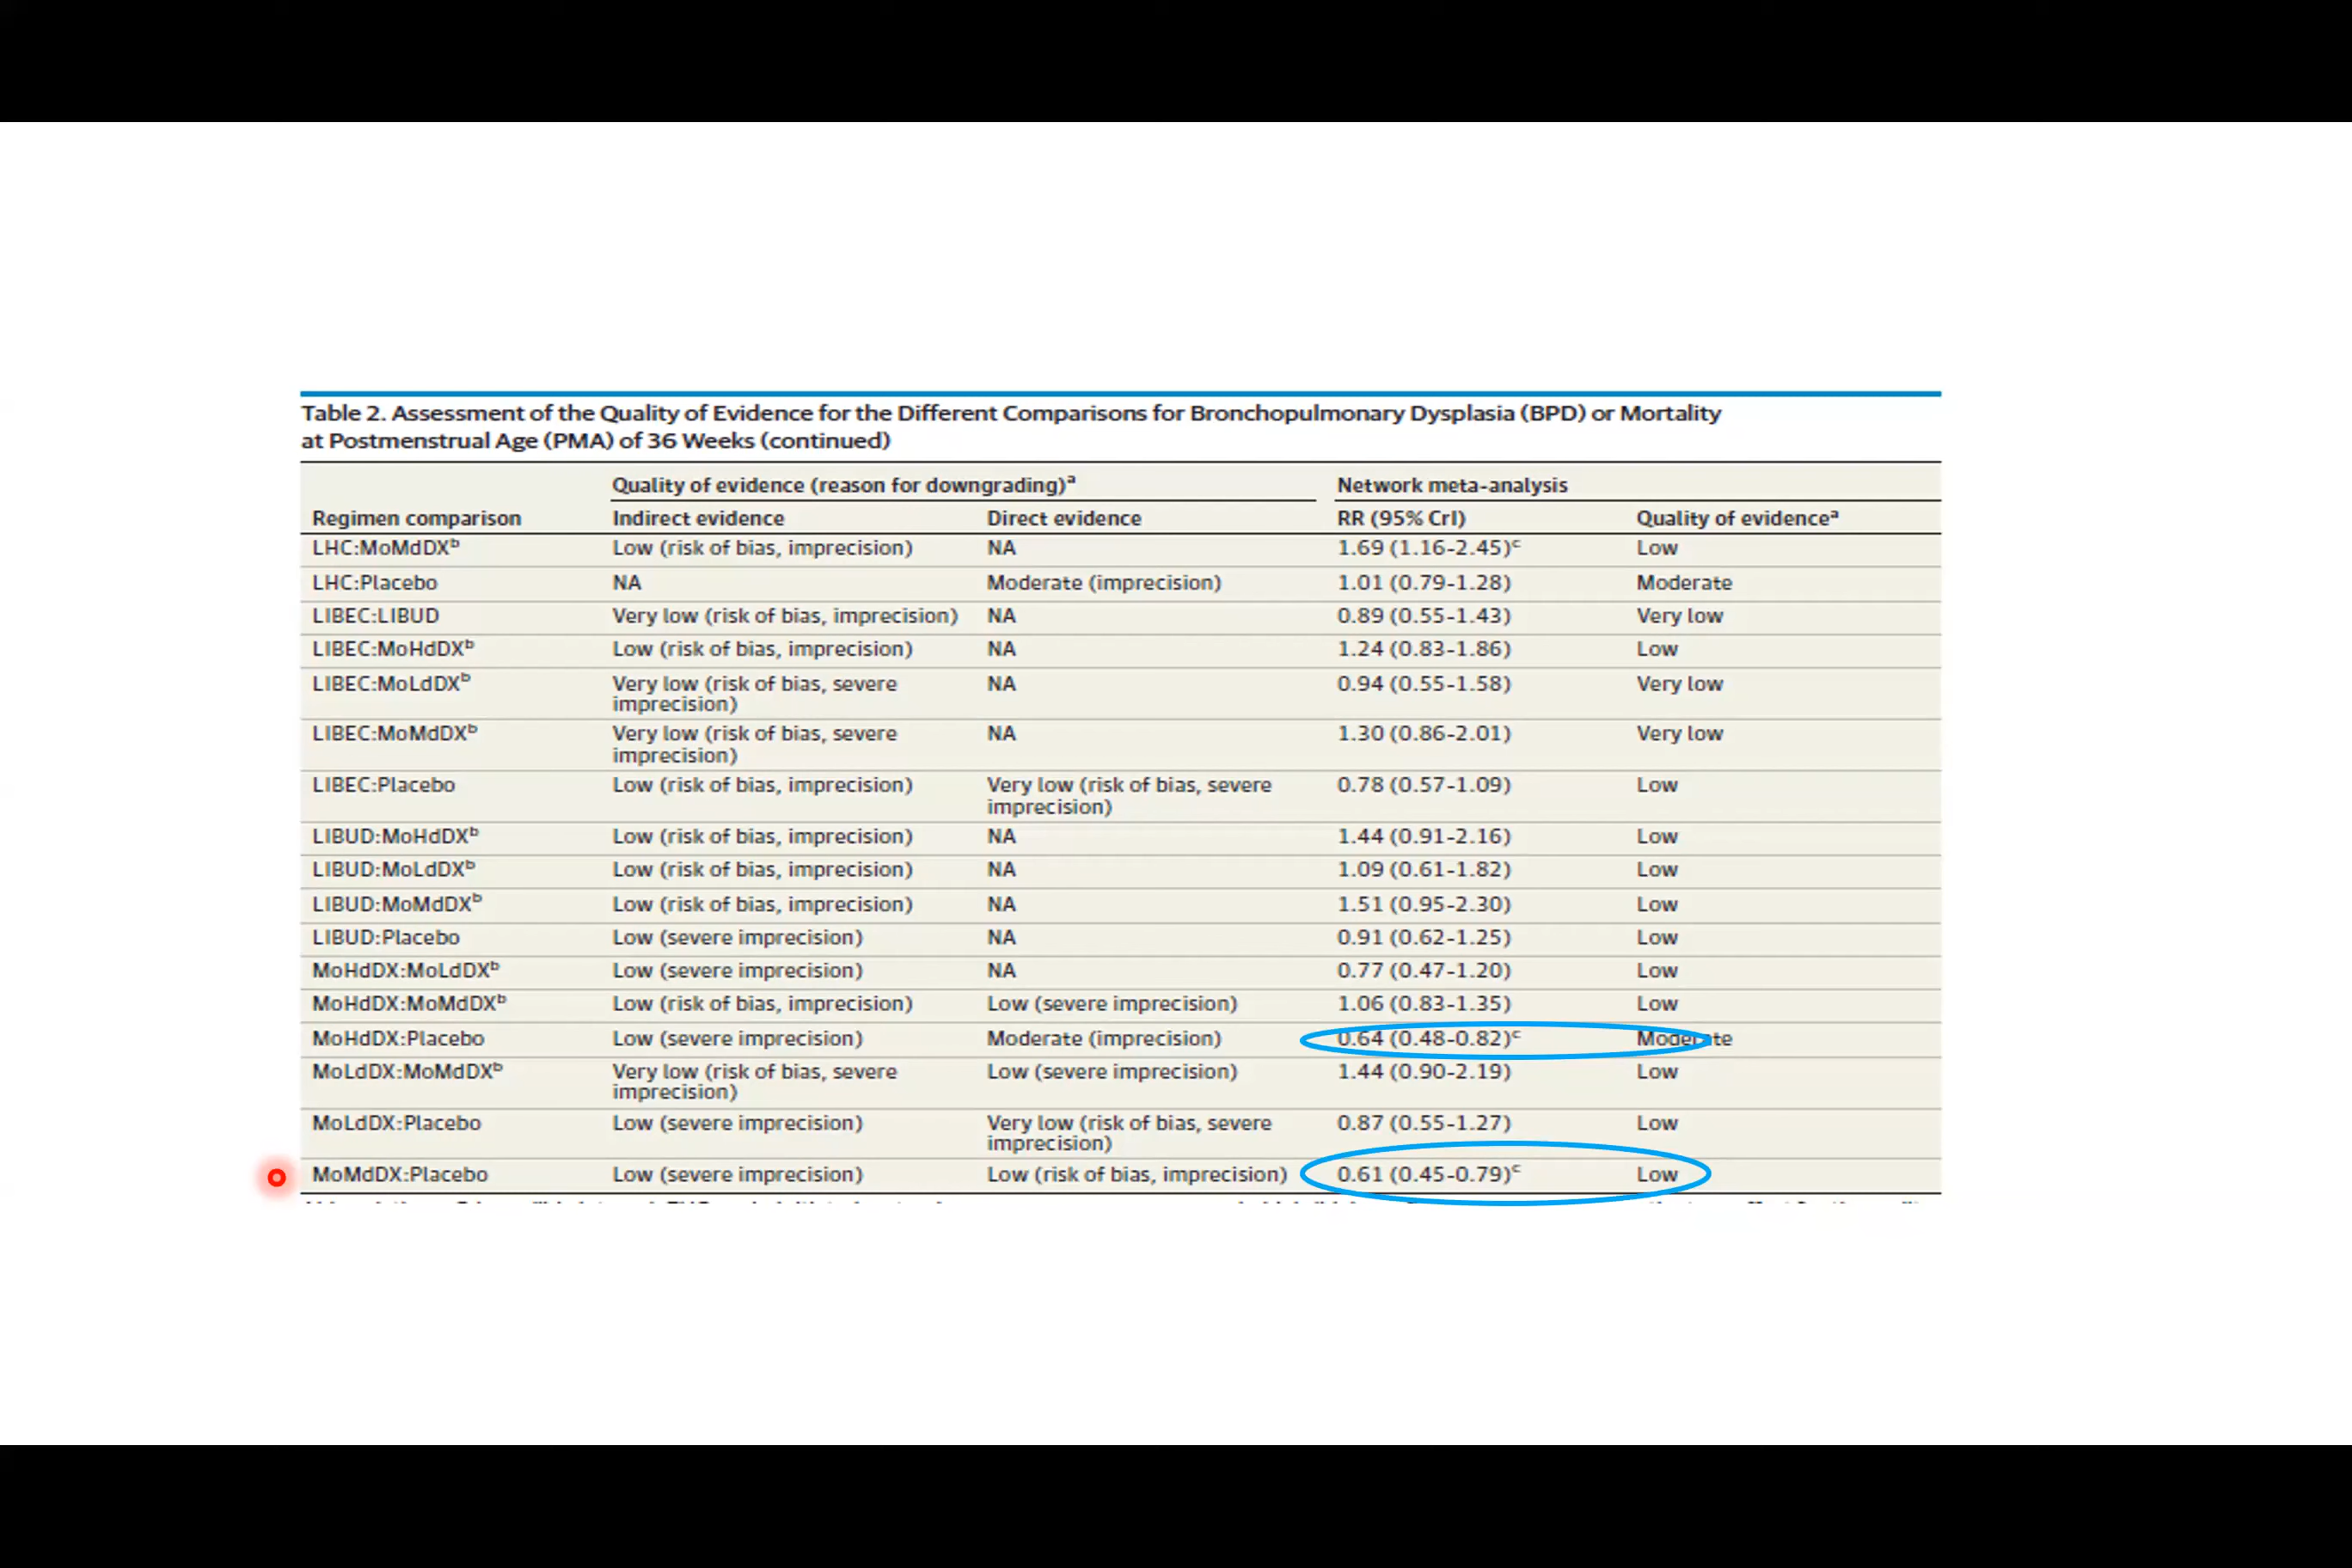 Table 2. Assessment of the Quality of Evidence for the Different Comparisons for Bronchopulmonary Dysplasia (BPD) or Mortality
at Postmenstrual Age (PMA) of 36 Weeks (continued)
Quality of evidence (reason for downgrading)ᵃ Network meta-analysis
Regimen comparison Indirect evidence Direct evidence RR (95% CrI) Quality of evidenceᵃ
LHC:MoMdDXᵇ Low (risk of bias, imprecision) NA 1.69 (1.16-2.45)ᶜ Low
LHC:Placebo NA Moderate (imprecision) 1.01 (0.79-1.28) Moderate
LIBEC:LIBUD Very low (risk of bias, imprecision) NA 0.89 (0.55-1.43) Very low
LIBEC:MoHdDXᵇ Low (risk of bias, imprecision) NA 1.24 (0.83-1.86) Low
LIBEC:MoLdDXᵇ Very low (risk of bias, severe NA 0.94 (0.55-1.58) Very low
imprecision)
LIBEC:MoMdDXᵇ Very low (risk of bias, severe NA 1.30 (0.86-2.01) Very low
imprecision)
LIBEC:Placebo Low (risk of bias, imprecision) Very low (risk of bias, severe 0.78 (0.57-1.09) Low
imprecision)
LIBUD:MoHdDXᵇ Low (risk of bias, imprecision) NA 1.44 (0.91-2.16) Low
LIBUD:MoLdDXᵇ Low (risk of bias, imprecision) NA 1.09 (0.61-1.82) Low
LIBUD:MoMdDXᵇ Low (risk of bias, imprecision) NA 1.51 (0.95-2.30) Low
LIBUD:Placebo Low (severe imprecision) NA 0.91 (0.62-1.25) Low
MoHdDX:MoLdDXᵇ Low (severe imprecision) NA 0.77 (0.47-1.20) Low
MoHdDX:MoMdDXᵇ Low (risk of bias, imprecision) Low (severe imprecision) 1.06 (0.83-1.35) Low
MoHdDX:Placebo Low (severe imprecision) Moderate (imprecision) 0.64 (0.48-0.82)ᶜ Moderate
MoLdDX:MoMdDXᵇ Very low (risk of bias, severe Low (severe imprecision) 1.44 (0.90-2.19) Low
imprecision)
MoLdDX:Placebo Low (severe imprecision) Very low (risk of bias, severe 0.87 (0.55-1.27) Low
imprecision)
MoMdDX:Placebo Low (severe imprecision) Low (risk of bias, imprecision) 0.61 (0.45-0.79)ᶜ Low